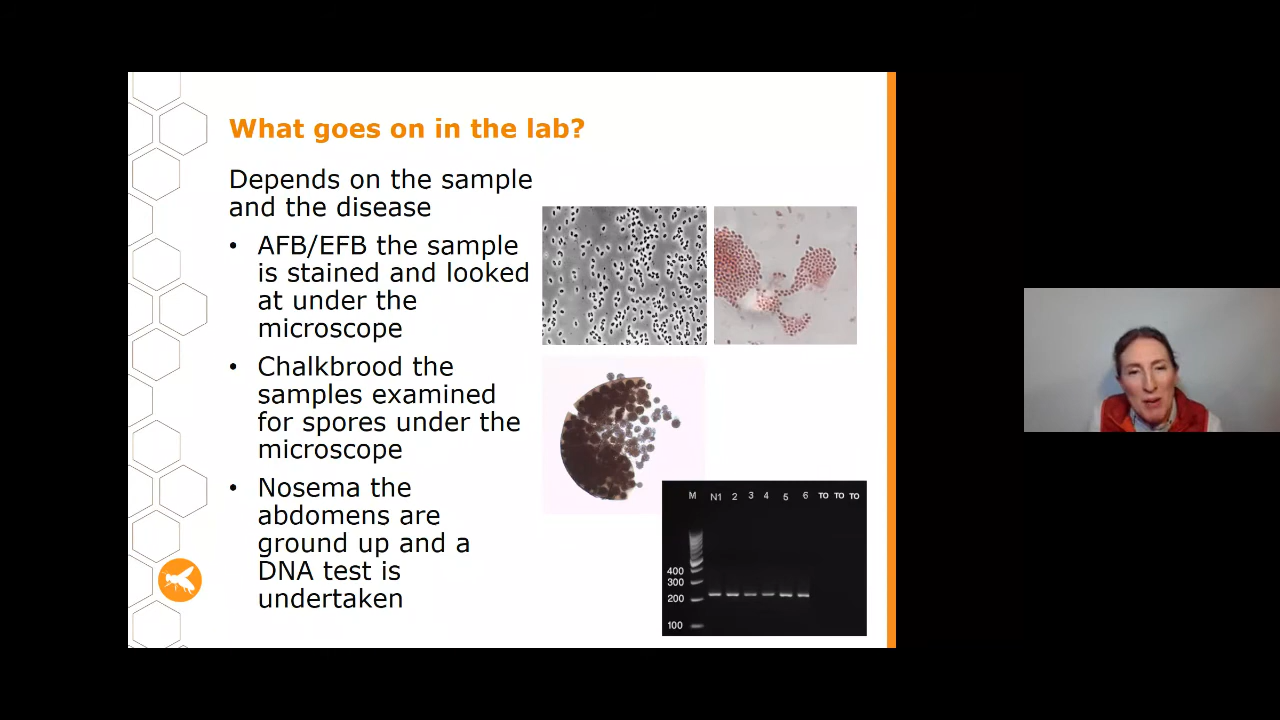 What goes on in the lab?
Depends on the sample
and the disease
• AFB/EFB the sample
is stained and looked
at under the
microscope
• Chalkbrood the
samples examined
for spores under the
microscope
• Nosema the
abdomens are
ground up and a
DNA test is
undertaken
M N1 2 3 4 5 6 TO TO TO
400
300
200
100